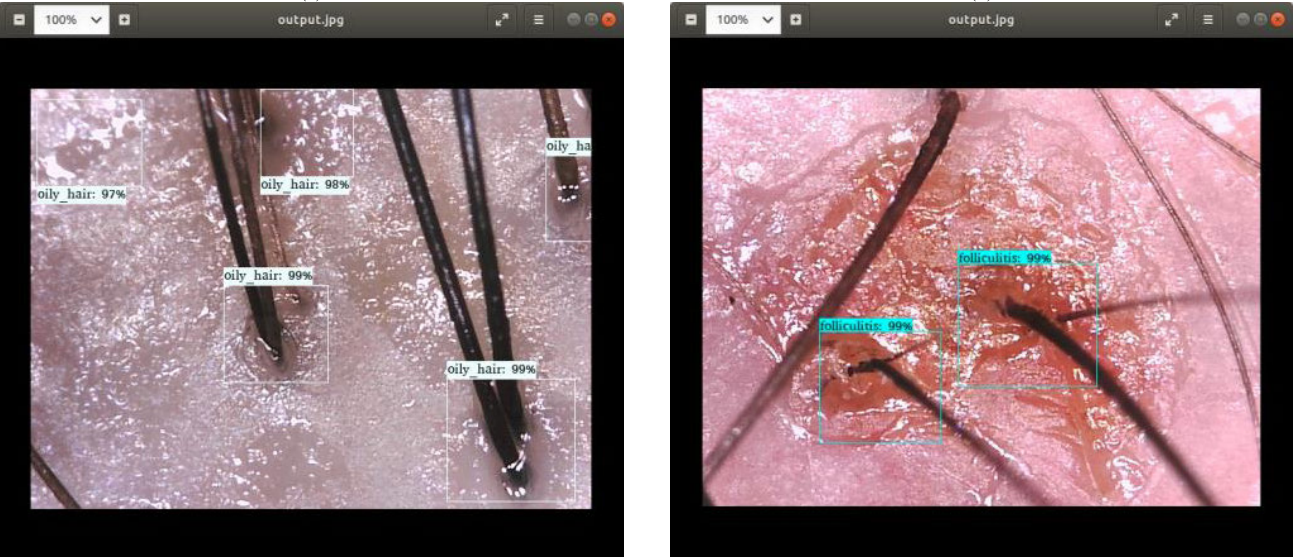 100%
output.jpg
oily_ha
oily_hair: 97%
oily_hair: 98%
oily_hair: 99%
oily_hair: 99%
100%
output.jpg
folliculitis: 99%
folliculitis: 99%